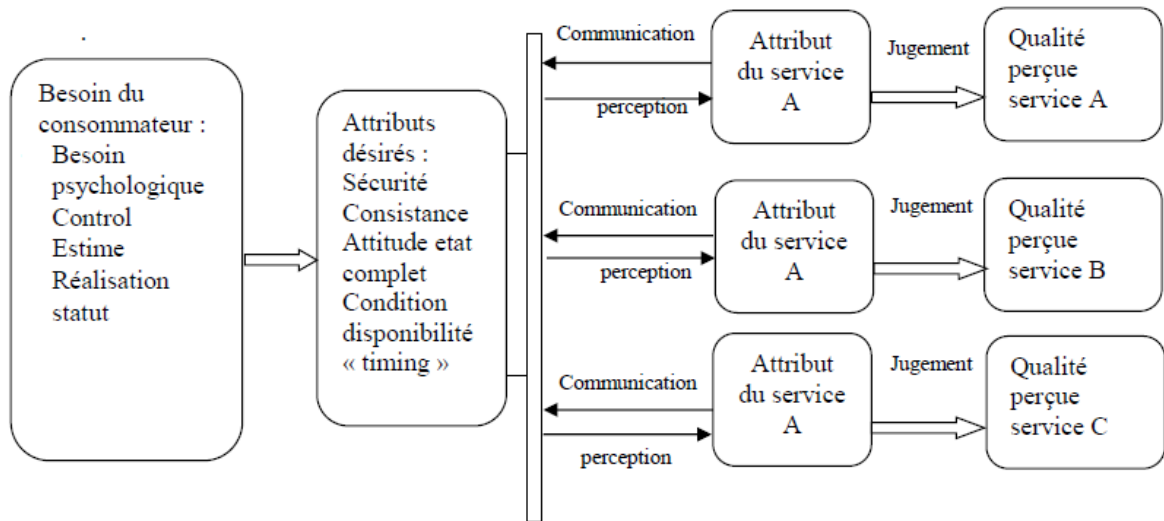 Besoin du
consommateur :
Besoin
psychologique
Control
Estime
Réalisation
statut
Attributs
désirés :
Sécurité
Consistance
Attitude etat
complet
Condition
disponibilité
« timing »
Communication
perception
Attribut
du service
A
Jugement
Qualité
perçue
service A
Communication
perception
Attribut
du service
A
Jugement
Qualité
perçue
service B
Communication
perception
Attribut
du service
A
Jugement
Qualité
perçue
service C